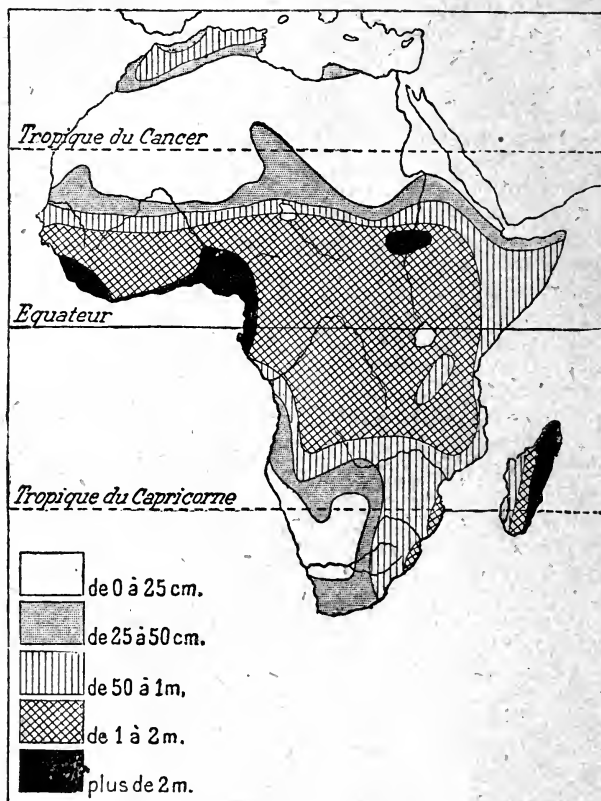 Tropique du Cancer
Equateur
Tropique du Capricorne
de 0 à 25 cm.
de 25 à 50 cm.
de 50 à 1m,
de 1 à 2 m.
plus de 2 m.